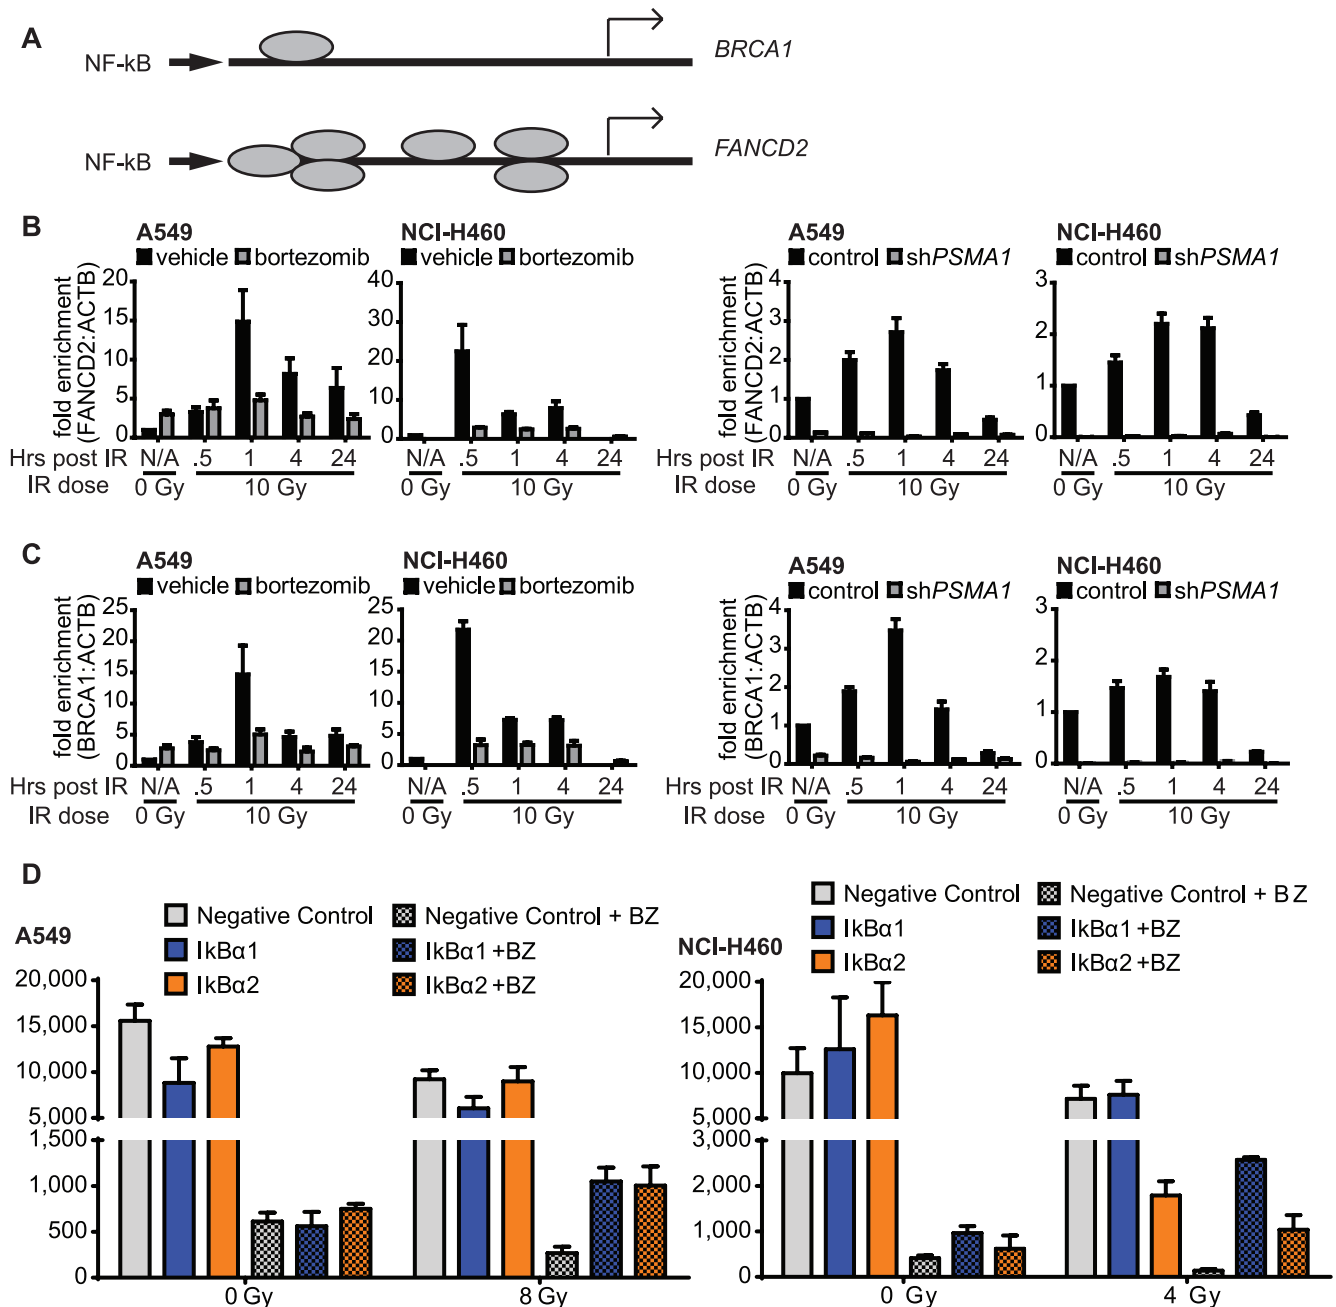 A
NF-kB
BRCA1
NF-kB
FANCD2
B
A549
vehicle bortezomib
fold enrichment
(FANCD2:ACTB)
20
15
10
5
0
Hrs post IR N/A .5 1 4 24
IR dose 0 Gy 10 Gy
NCI-H460
vehicle bortezomib
40
30
20
10
0
N/A .5 1 4 24
0 Gy 10 Gy
A549
control shPSMA1
fold enrichment
(FANCD2:ACTB)
4
3
2
1
0
Hrs post IR N/A .5 1 4 24
IR dose 0 Gy 10 Gy
NCI-H460
control shPSMA1
3
2
1
0
N/A .5 1 4 24
0 Gy 10 Gy
C
A549
vehicle bortezomib
fold enrichment
(BRCA1:ACTB)
25
20
15
10
5
0
Hrs post IR N/A .5 1 4 24
IR dose 0 Gy 10 Gy
NCI-H460
vehicle bortezomib
25
20
15
10
5
0
N/A .5 1 4 24
0 Gy 10 Gy
A549
control shPSMA1
fold enrichment
(BRCA1:ACTB)
4
3
2
1
0
Hrs post IR N/A .5 1 4 24
IR dose 0 Gy 10 Gy
NCI-H460
control shPSMA1
3
2
1
0
N/A .5 1 4 24
0 Gy 10 Gy
D
A549
Negative Control Negative Control + BZ
IkBα1 IkBα1 +BZ
IkBα2 IkBα2 +BZ
20,000
15,000
10,000
5,000
1,500
1,000
500
0
0 Gy 8 Gy
NCI-H460
Negative Control Negative Control + BZ
IkBα1 IkBα1 +BZ
IkBα2 IkBα2 +BZ
20,000
15,000
10,000
5,000
3,000
2,000
1,000
0
0 Gy 4 Gy